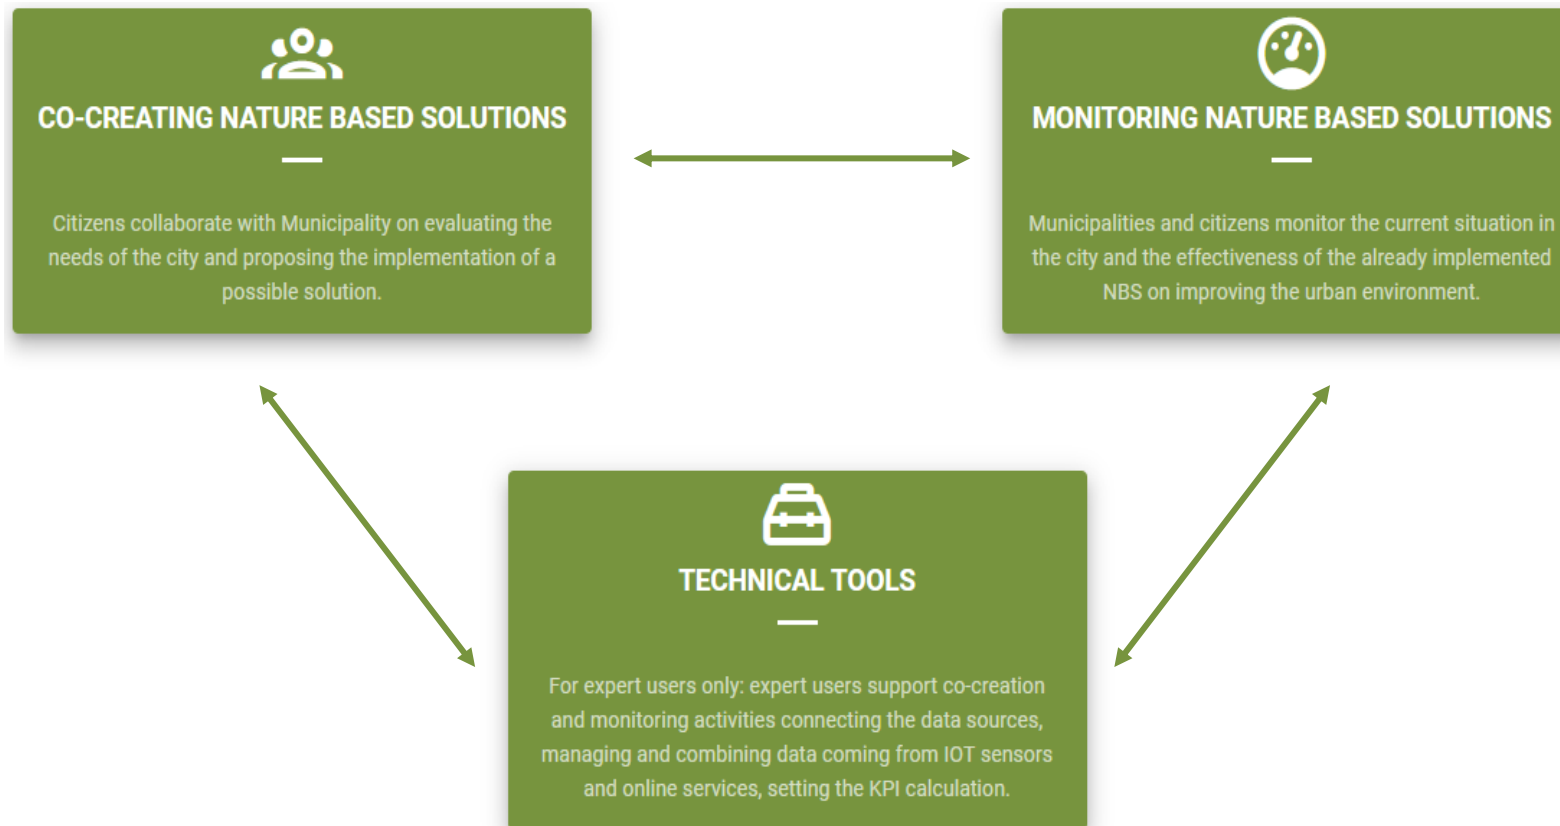 CO-CREATING NATURE BASED SOLUTIONS
Citizens collaborate with Municipality on evaluating the
needs of the city and proposing the implementation of a
possible solution.
MONITORING NATURE BASED SOLUTIONS
Municipalities and citizens monitor the current situation in
the city and the effectiveness of the already implemented
NBS on improving the urban environment.
TECHNICAL TOOLS
For expert users only: expert users support co-creation
and monitoring activities connecting the data sources,
managing and combining data coming from IOT sensors
and online services, setting the KPI calculation.